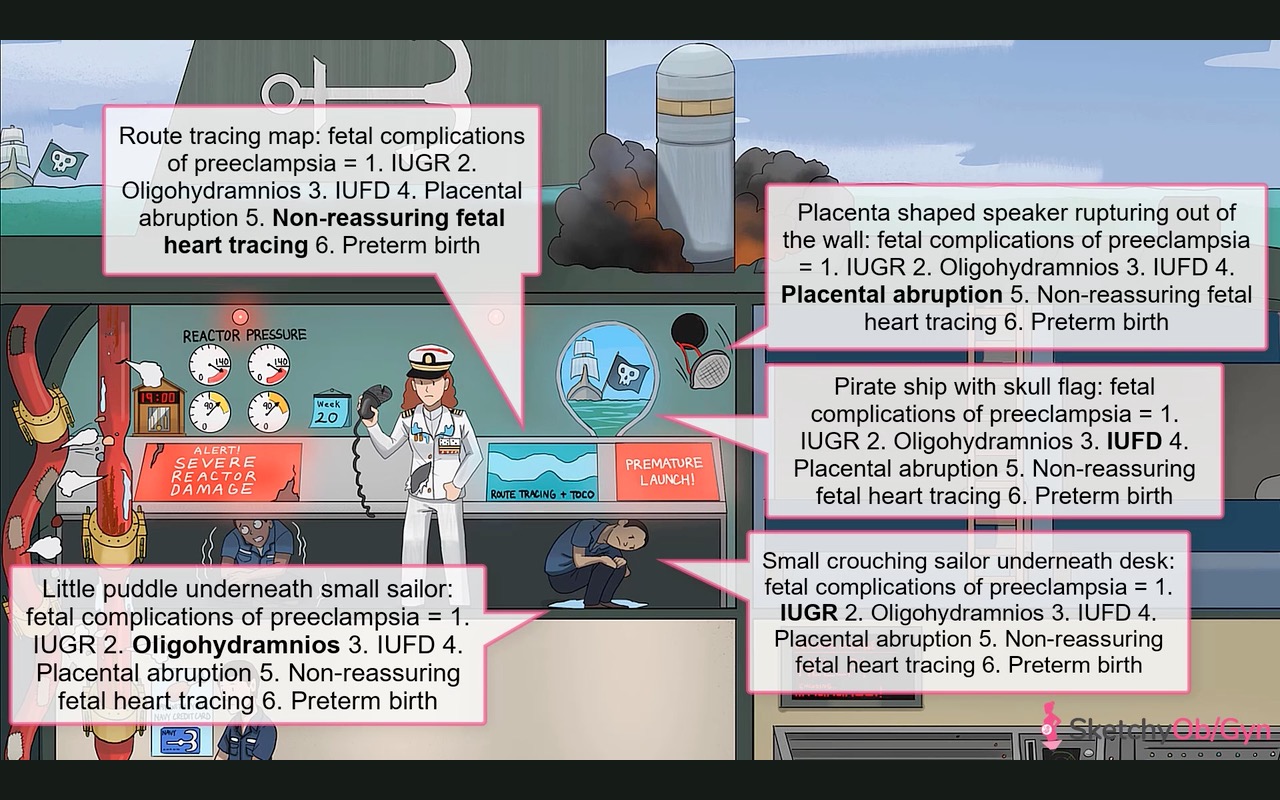 Route tracing map: fetal complications
of preeclampsia = 1. IUGR 2.
Oligohydramnios 3. IUFD 4. Placental
abruption 5. Non-reassuring fetal
heart tracing 6. Preterm birth
Placenta shaped speaker rupturing out of
the wall: fetal complications of preeclampsia
= 1. IUGR 2. Oligohydramnios 3. IUFD 4.
Placental abruption 5. Non-reassuring fetal
heart tracing 6. Preterm birth
REACTOR PRESSURE
140
140
90
90
19:00
Week
20
ALERT!
SEVERE
REACTOR
DAMAGE
ROUTE TRACING + TOCO
PREMATURE
LAUNCH!
Pirate ship with skull flag: fetal
complications of preeclampsia = 1.
IUGR 2. Oligohydramnios 3. IUFD 4.
Placental abruption 5. Non-reassuring
fetal heart tracing 6. Preterm birth
Small crouching sailor underneath desk:
fetal complications of preeclampsia = 1.
IUGR 2. Oligohydramnios 3. IUFD 4.
Placental abruption 5. Non-reassuring
fetal heart tracing 6. Preterm birth
Little puddle underneath small sailor:
fetal complications of preeclampsia = 1.
IUGR 2. Oligohydramnios 3. IUFD 4.
Placental abruption 5. Non-reassuring
fetal heart tracing 6. Preterm birth
NAVY CREDIT CARD
NAVY
SketchyOb/Gyn